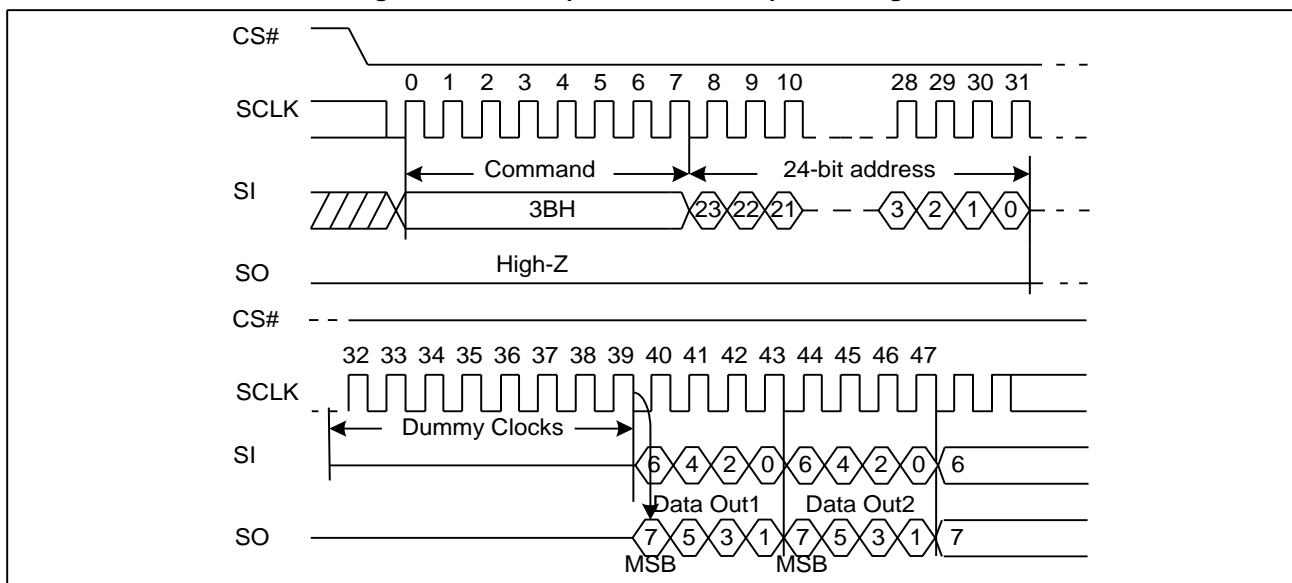 CS#
0 1 2 3 4 5 6 7 8 9 10 28 29 30 31
SCLK
Command 24-bit address
SI
3BH 23 22 21 3 2 1 0
High-Z
SO
CS#
32 33 34 35 36 37 38 39 40 41 42 43 44 45 46 47
SCLK
Dummy Clocks
SI
6 4 2 0 6 4 2 0 6
Data Out1 Data Out2
SO
7 5 3 1 7 5 3 1 7
MSB MSB